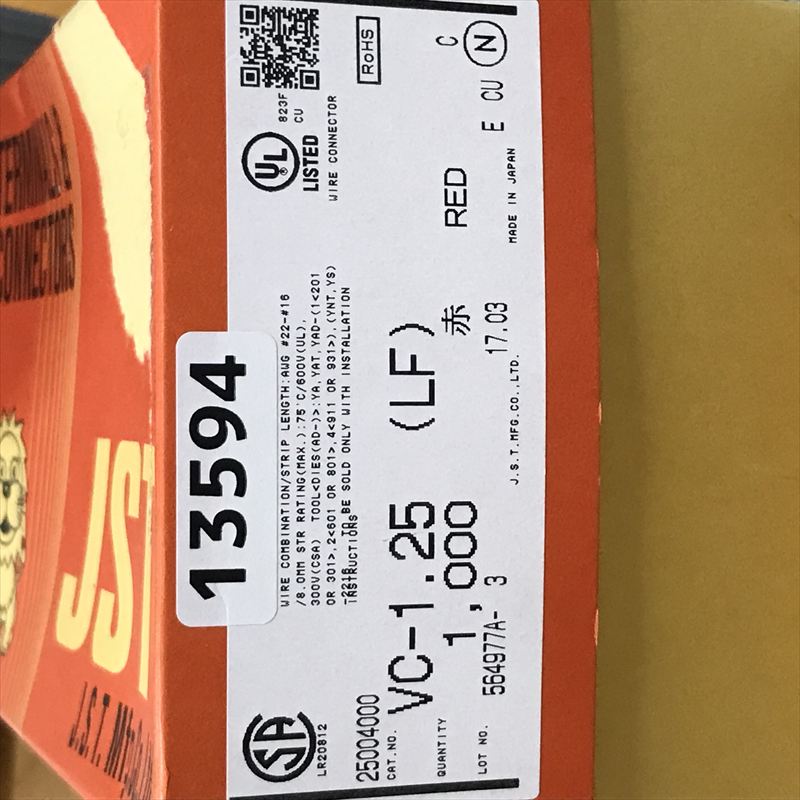 13594
WIRE COMBINATION/STRIP LENGTH:AWG #22-#16
/8.0MM STR RATING(MAX.):75°C/600V(UL),
300V(CSA) TOOL<DIES(AD-)>:YA,YAT,YAD-(1<201
OR 301>,2<601 OR 801>,4<911 OR 931>),(YNT,YS)
-2216 TO BE SOLD ONLY WITH INSTALLATION
INSTRUCTIONS
UL
LISTED
823F
CU
WIRE CONNECTOR
RoHS
SA
LR20812
25004000
CAT.NO. VC-1.25 (LF)
QUANTITY 1,000 赤 RED
C
N
LOT NO. 564977A- 3 17.03 E CU
J.S.T.MFG.CO.,LTD. MADE IN JAPAN
JST
J.S.T. Mfg.Co.